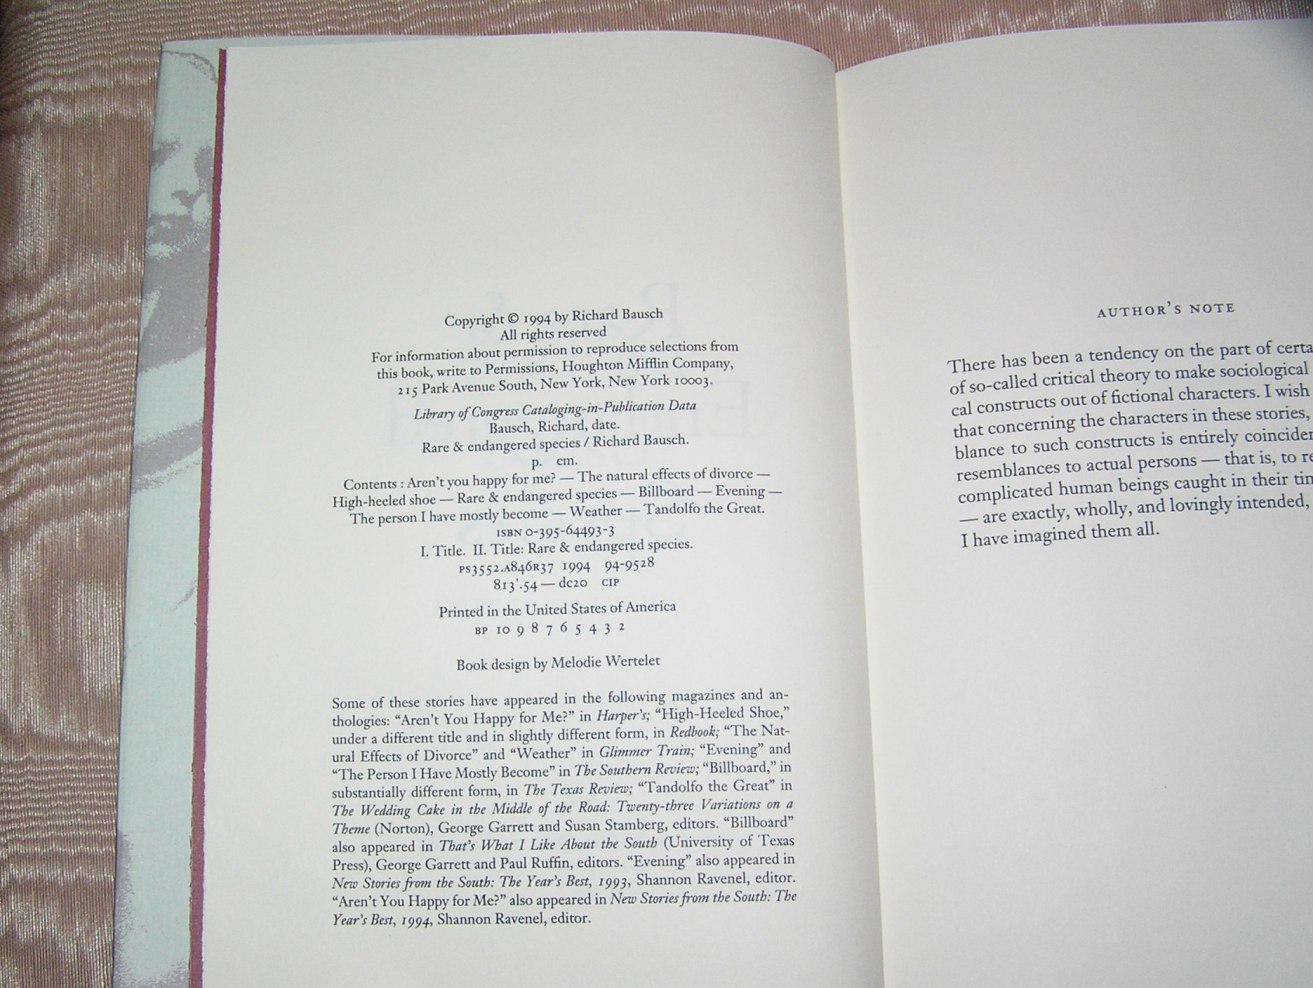 Copyright © 1994 by Richard Bausch
All rights reserved
For information about permission to reproduce selections from
this book, write to Permissions, Houghton Mifflin Company,
215 Park Avenue South, New York, New York 10003.
Library of Congress Cataloging-in-Publication Data
Bausch, Richard, date.
Rare & endangered species / Richard Bausch.
p. cm.
Contents : Aren't you happy for me? — The natural effects of divorce —
High-heeled shoe — Rare & endangered species — Billboard — Evening —
The person I have mostly become — Weather — Tandolfo the Great.
ISBN 0-395-64493-3
I. Title. II. Title: Rare & endangered species.
PS3552.A846R37 1994 94-9528
813'.54 — dc20 CIP
Printed in the United States of America
BP 10 9 8 7 6 5 4 3 2
Book design by Melodie Wertelet
Some of these stories have appeared in the following magazines and an-
thologies: “Aren't You Happy for Me?” in Harper's; “High-Heeled Shoe,”
under a different title and in slightly different form, in Redbook; “The Nat-
ural Effects of Divorce” and “Weather” in Glimmer Train; “Evening” and
“The Person I Have Mostly Become” in The Southern Review; “Billboard,” in
substantially different form, in The Texas Review; “Tandolfo the Great” in
The Wedding Cake in the Middle of the Road: Twenty-three Variations on a
Theme (Norton), George Garrett and Susan Stamberg, editors. “Billboard”
also appeared in That's What I Like About the South (University of Texas
Press), George Garrett and Paul Ruffin, editors. “Evening” also appeared in
New Stories from the South: The Year's Best, 1993, Shannon Ravenel, editor.
“Aren't You Happy for Me?” also appeared in New Stories from the South: The
Year's Best, 1994, Shannon Ravenel, editor.
AUTHOR'S NOTE
There has been a tendency on the part of certa
of so-called critical theory to make sociological
cal constructs out of fictional characters. I wish
that concerning the characters in these stories,
blance to such constructs is entirely coinciden
resemblances to actual persons — that is, to re
complicated human beings caught in their tin
— are exactly, wholly, and lovingly intended,
I have imagined them all.